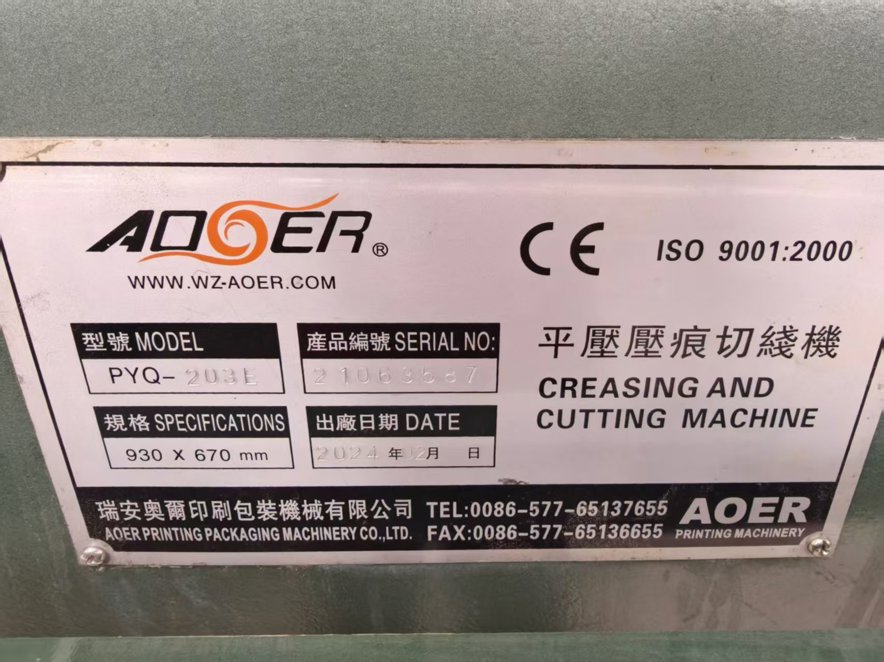 AOER®
WWW.WZ-AOER.COM
CE ISO 9001:2000
型號 MODEL
PYQ-203E
産品編號 SERIAL NO:
平壓壓痕切綫機
CREASING AND
CUTTING MACHINE
規格 SPECIFICATIONS
930 X 670 mm
出廠日期 DATE
2024 年 02 月 日
瑞安奧爾印刷包裝機械有限公司 TEL:0086-577-65137655
AOER PRINTING PACKAGING MACHINERY CO.,LTD. FAX:0086-577-65136655
AOER
PRINTING MACHINERY